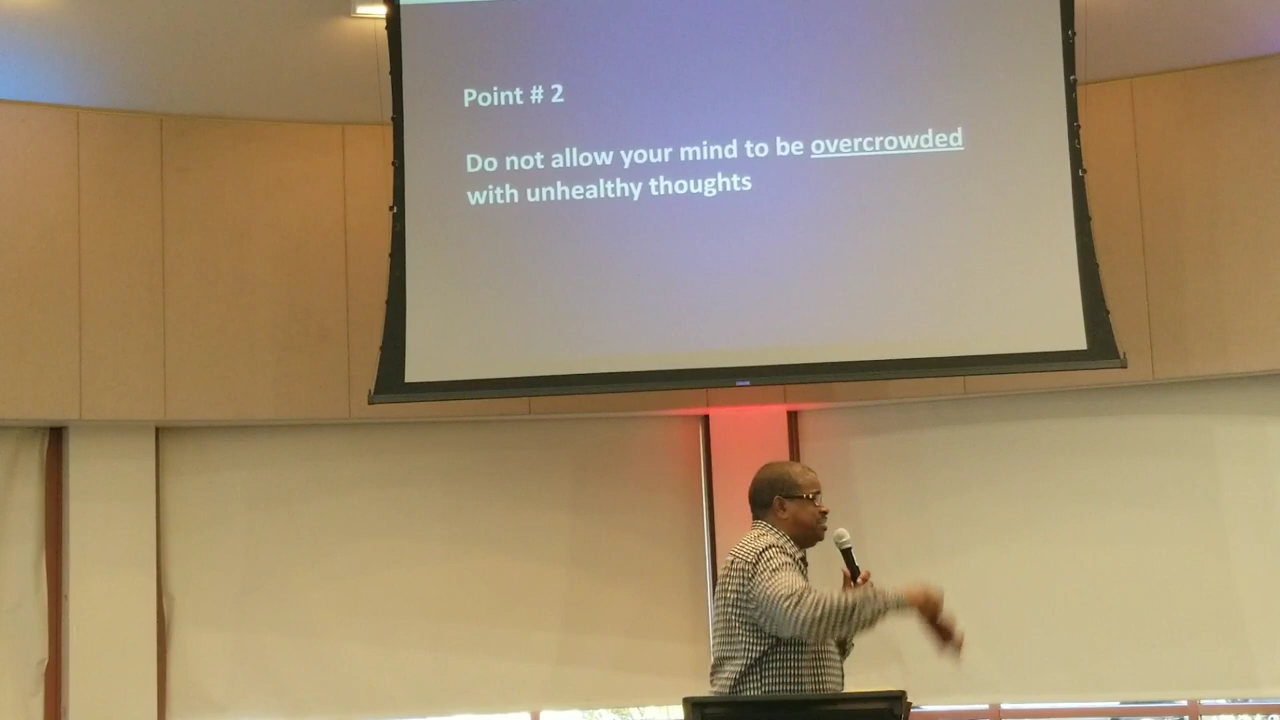 Point # 2
Do not allow your mind to be overcrowded
with unhealthy thoughts